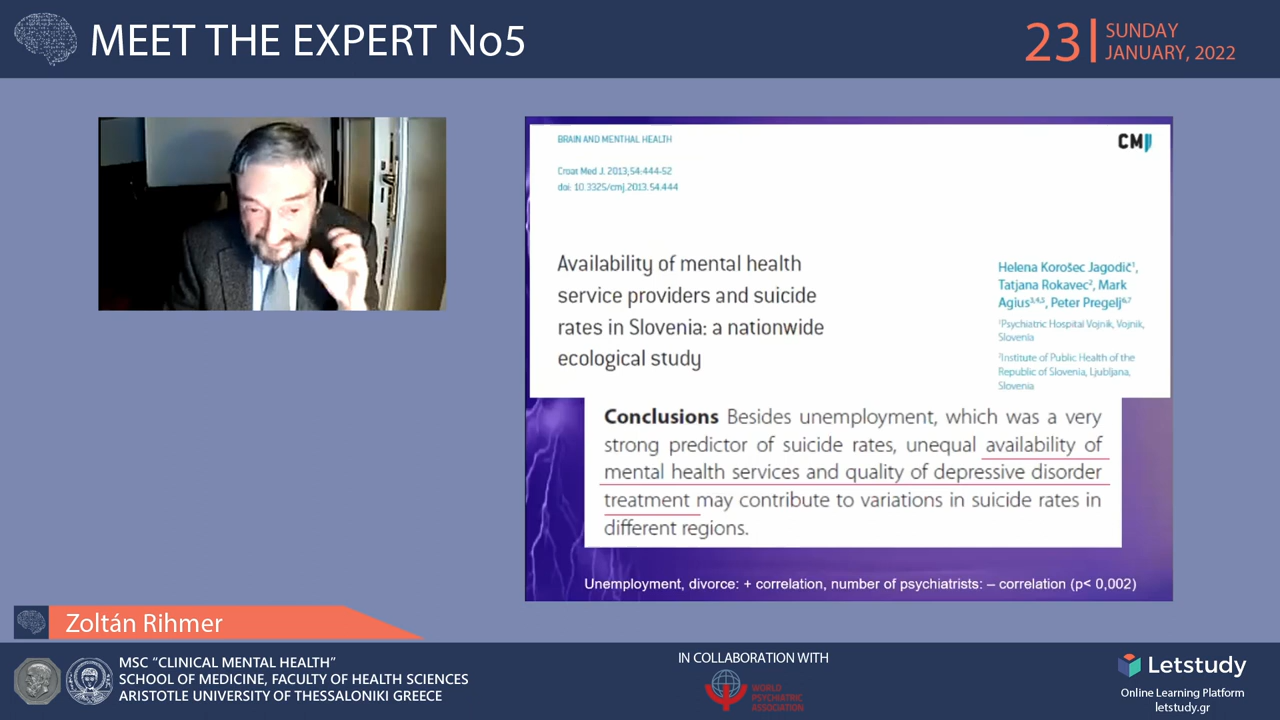 MEET THE EXPERT No5
23
SUNDAY
JANUARY, 2022
BRAIN AND MENTHAL HEALTH
CMJ
Croat Med J. 2013;54:444-52
doi: 10.3325/cmj.2013.54.444
Availability of mental health
service providers and suicide
rates in Slovenia: a nationwide
ecological study
Helena Korošec Jagodič¹,
Tatjana Rokavec², Mark
Agius³,⁴,⁵, Peter Pregelj⁶,⁷
¹Psychiatric Hospital Vojnik, Vojnik,
Slovenia
²Institute of Public Health of the
Republic of Slovenia, Ljubljana,
Slovenia
Conclusions Besides unemployment, which was a very
strong predictor of suicide rates, unequal availability of
mental health services and quality of depressive disorder
treatment may contribute to variations in suicide rates in
different regions.
Unemployment, divorce: + correlation, number of psychiatrists: – correlation (p< 0,002)
Zoltán Rihmer
MSC “CLINICAL MENTAL HEALTH”
SCHOOL OF MEDICINE, FACULTY OF HEALTH SCIENCES
ARISTOTLE UNIVERSITY OF THESSALONIKI GREECE
IN COLLABORATION WITH
WORLD
PSYCHIATRIC
ASSOCIATION
Letstudy
Online Learning Platform
letstudy.gr